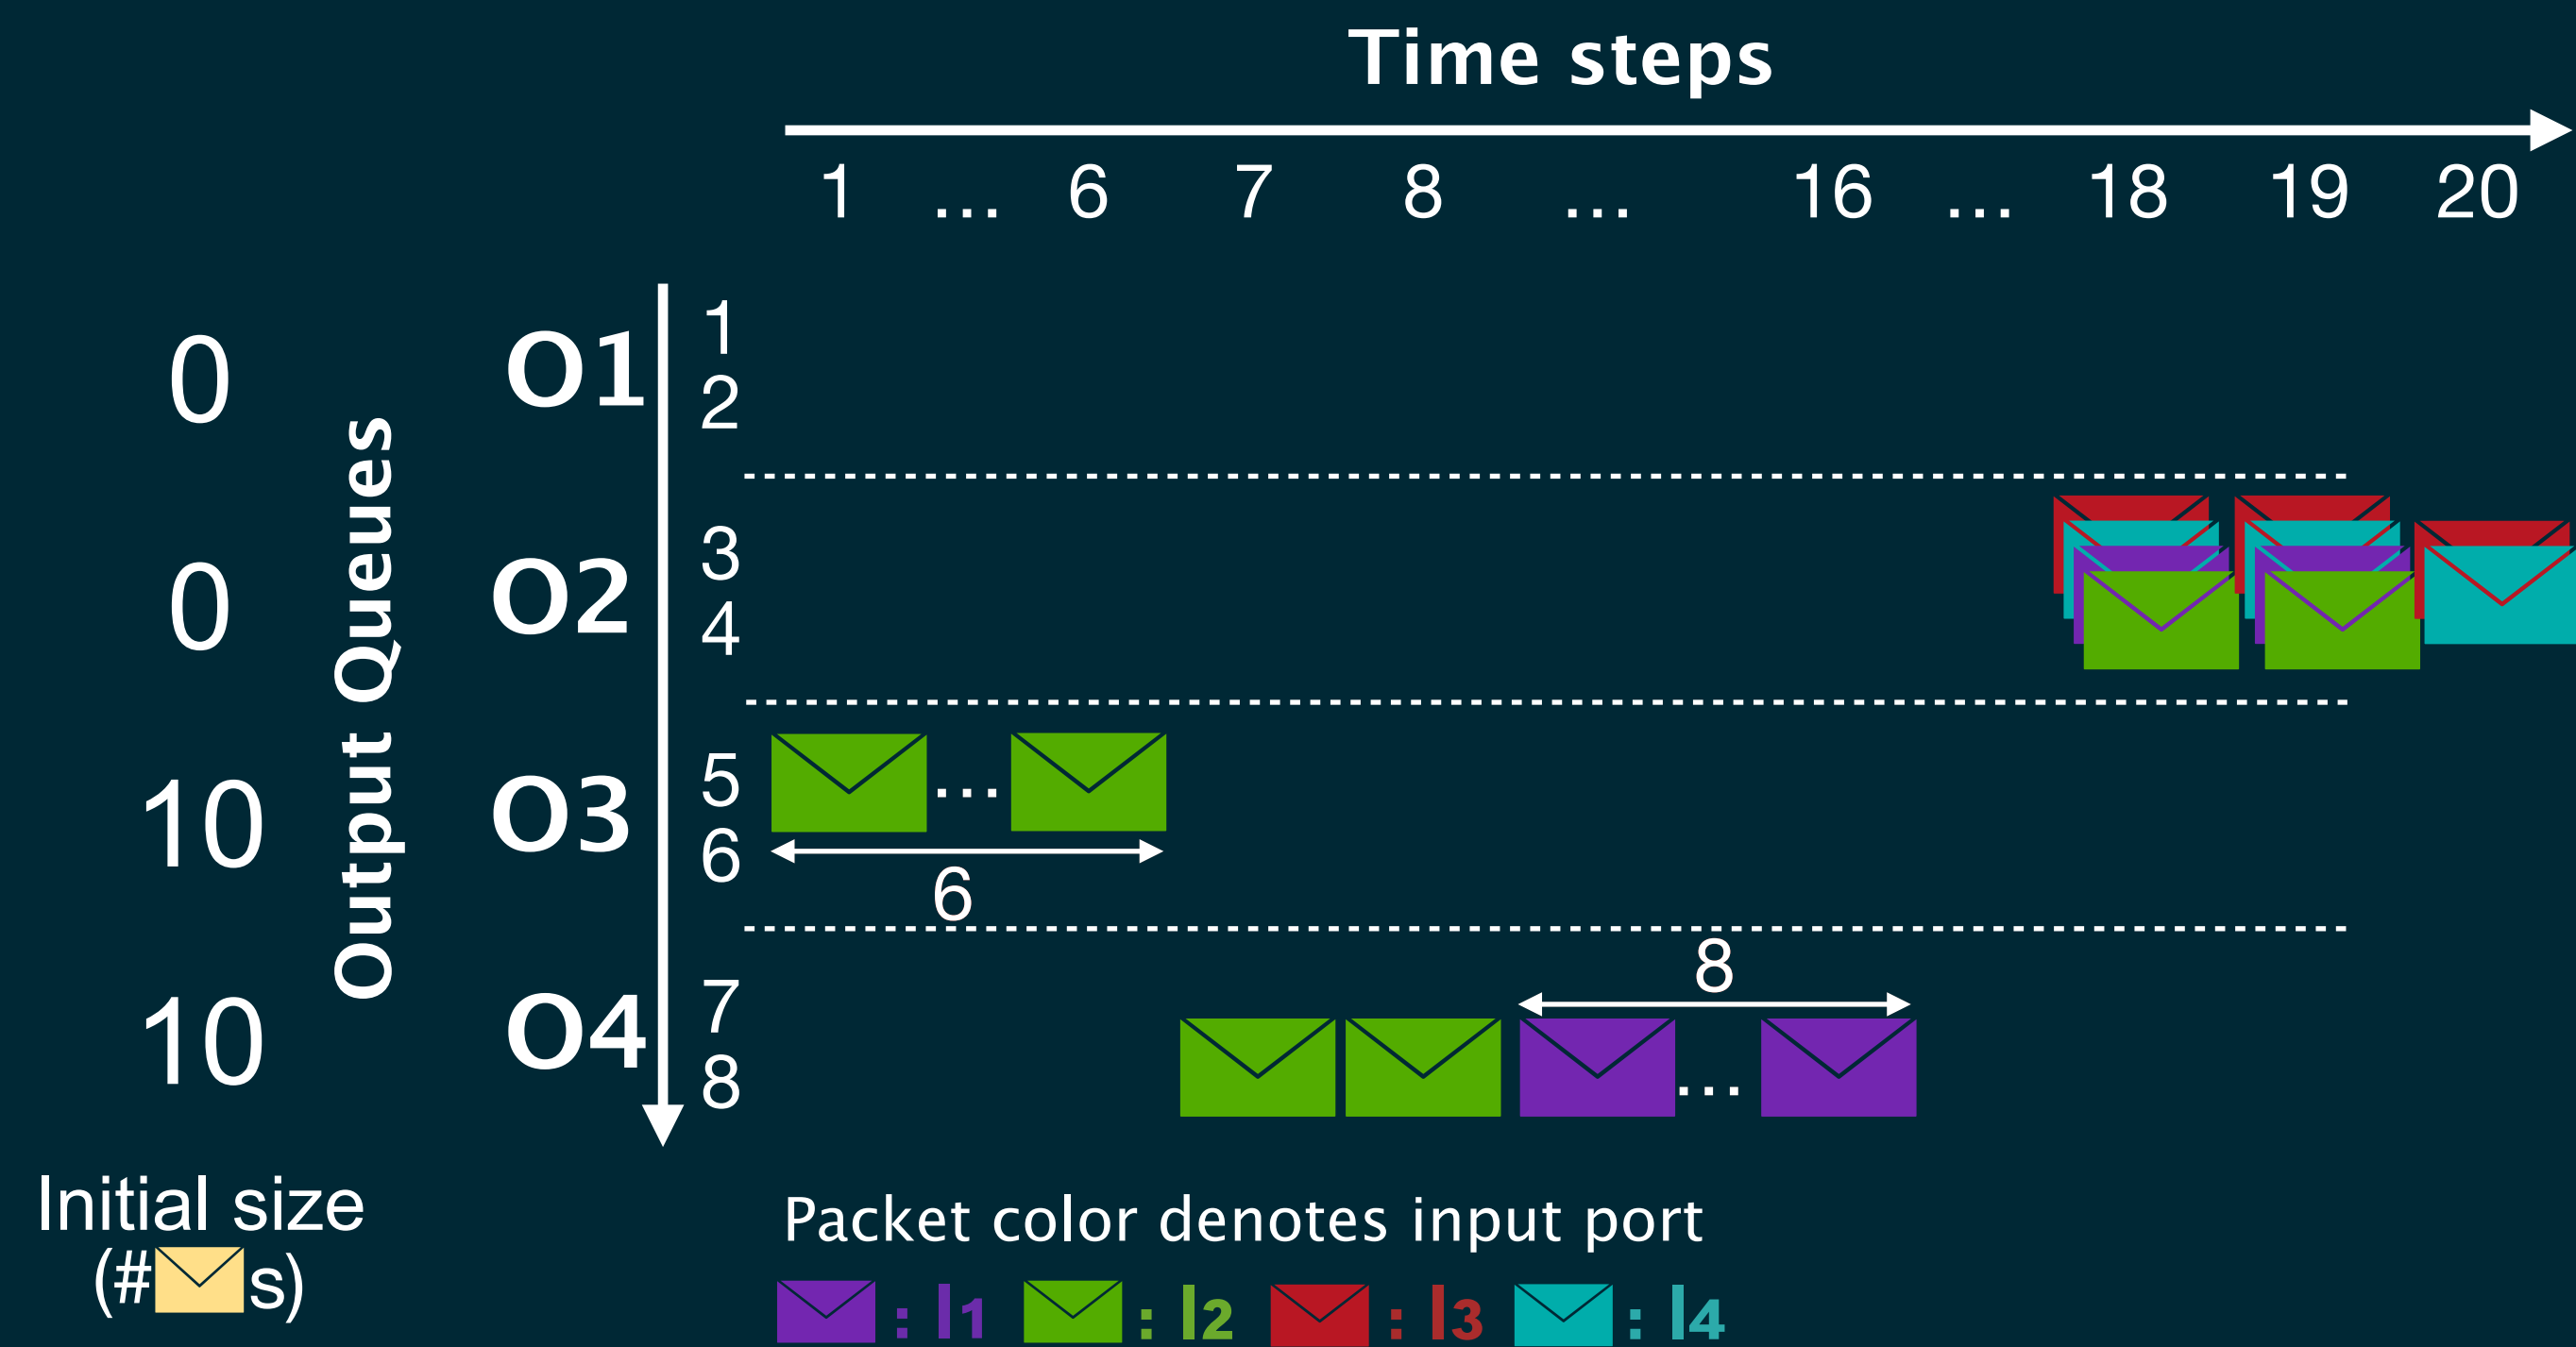 Time steps
1 ... 6 7 8 ... 16 ... 18 19 20
Output Queues
0 O1 1
2
0 O2 3
4
10 O3 5
6
...
6
10 O4 7
8
8
...
Initial size
(# s)
Packet color denotes input port
: I1 : I2 : I3 : I4